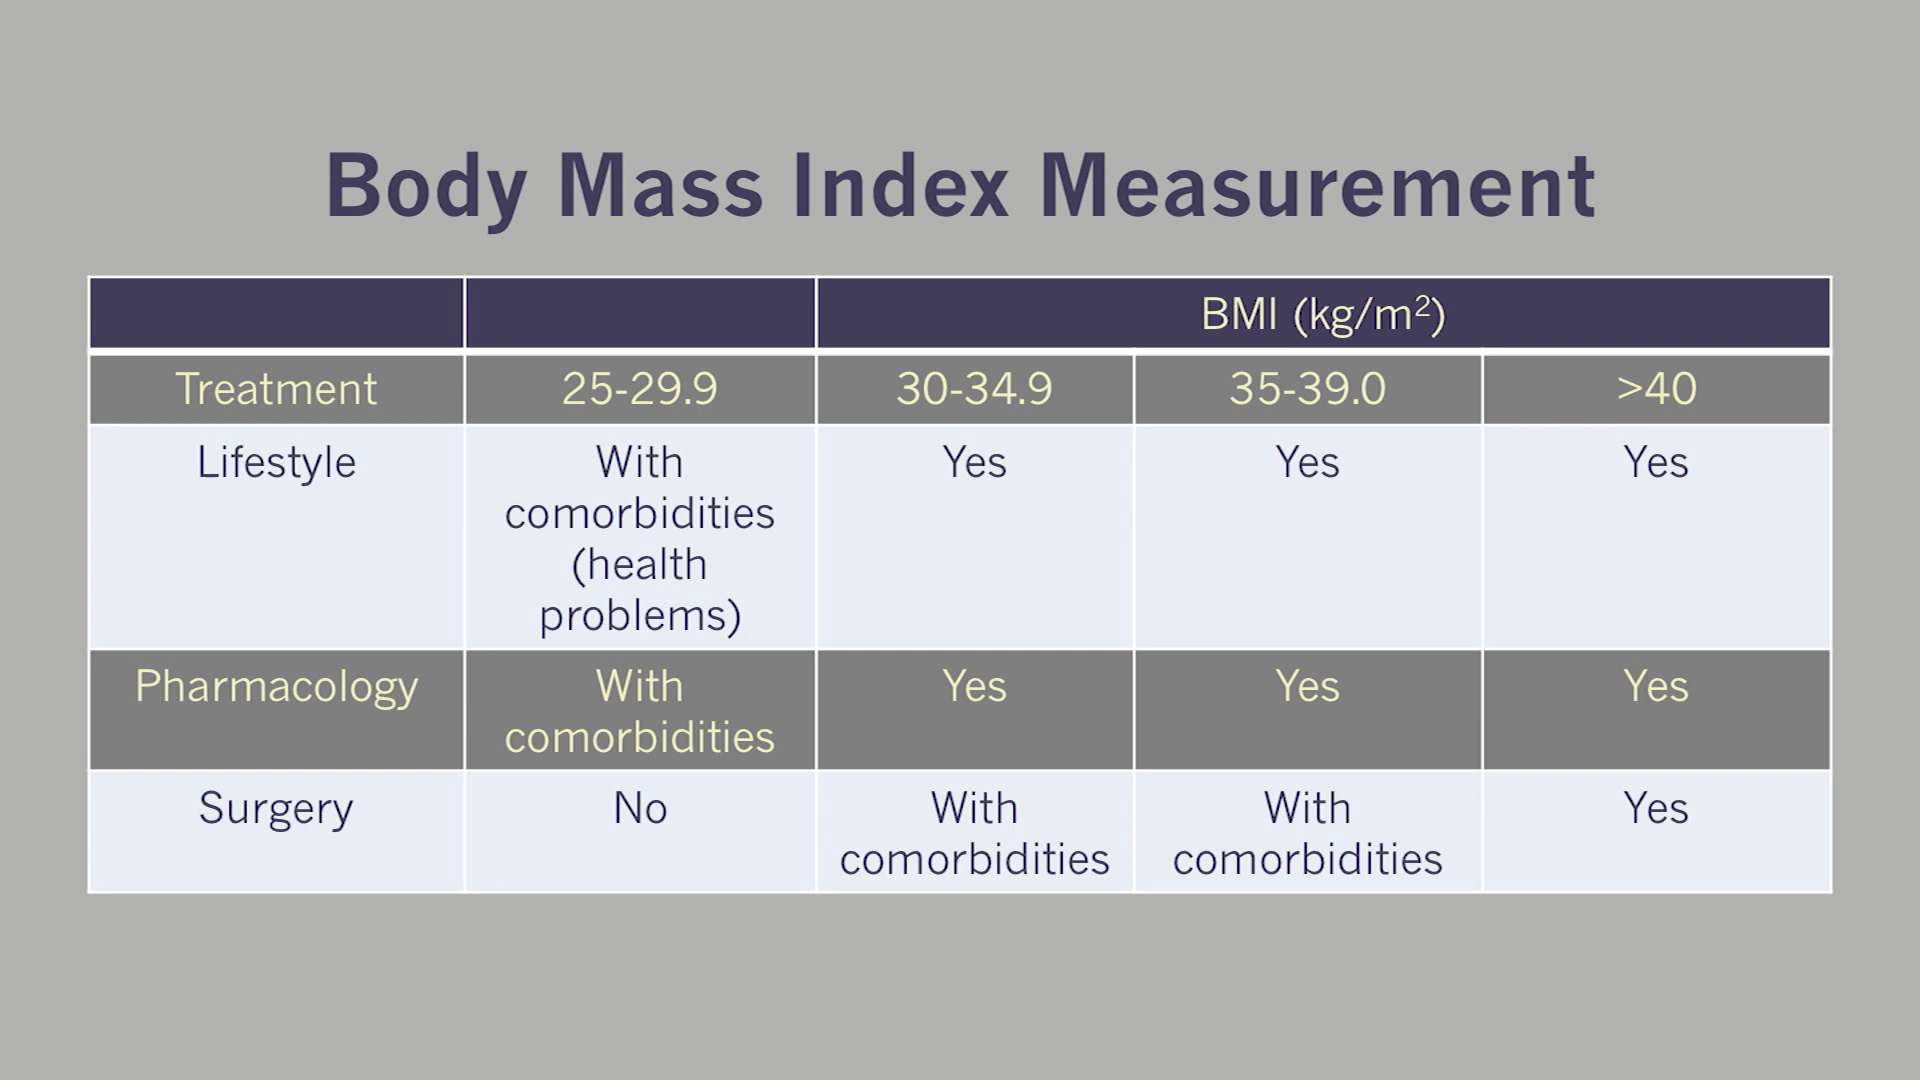 Body Mass Index Measurement
BMI (kg/m²)
Treatment 25-29.9 30-34.9 35-39.0 >40
Lifestyle With Yes Yes Yes
comorbidities
(health
problems)
Pharmacology With Yes Yes Yes
comorbidities
Surgery No With With Yes
comorbidities comorbidities